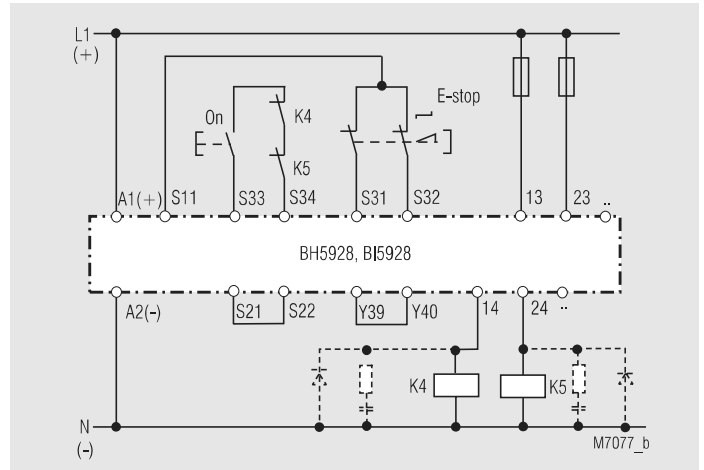 L1
(+)
On
K4
K5
E-stop
A1(+) S11 S33 S34 S31 S32 13 23 ..
BH5928, BI5928
A2(-) S21 S22 Y39 Y40 14 24 ..
K4 K5
N
(-)
M7077_b